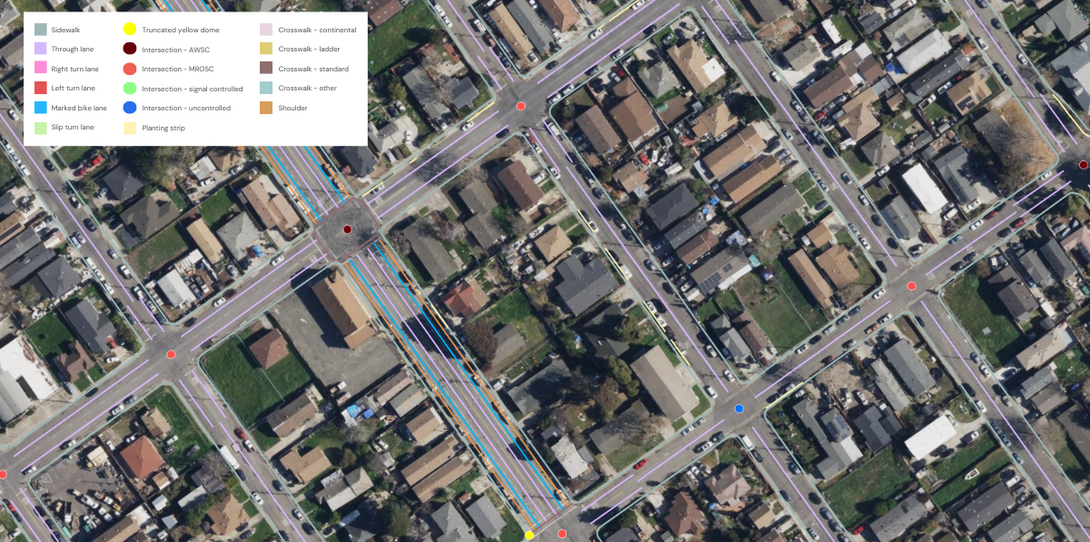 Sidewalk
Through lane
Right turn lane
Left turn lane
Marked bike lane
Slip turn lane
Truncated yellow dome
Intersection - AWSC
Intersection - MROSC
Intersection - signal controlled
Intersection - uncontrolled
Planting strip
Crosswalk - continental
Crosswalk - ladder
Crosswalk - standard
Crosswalk - other
Shoulder